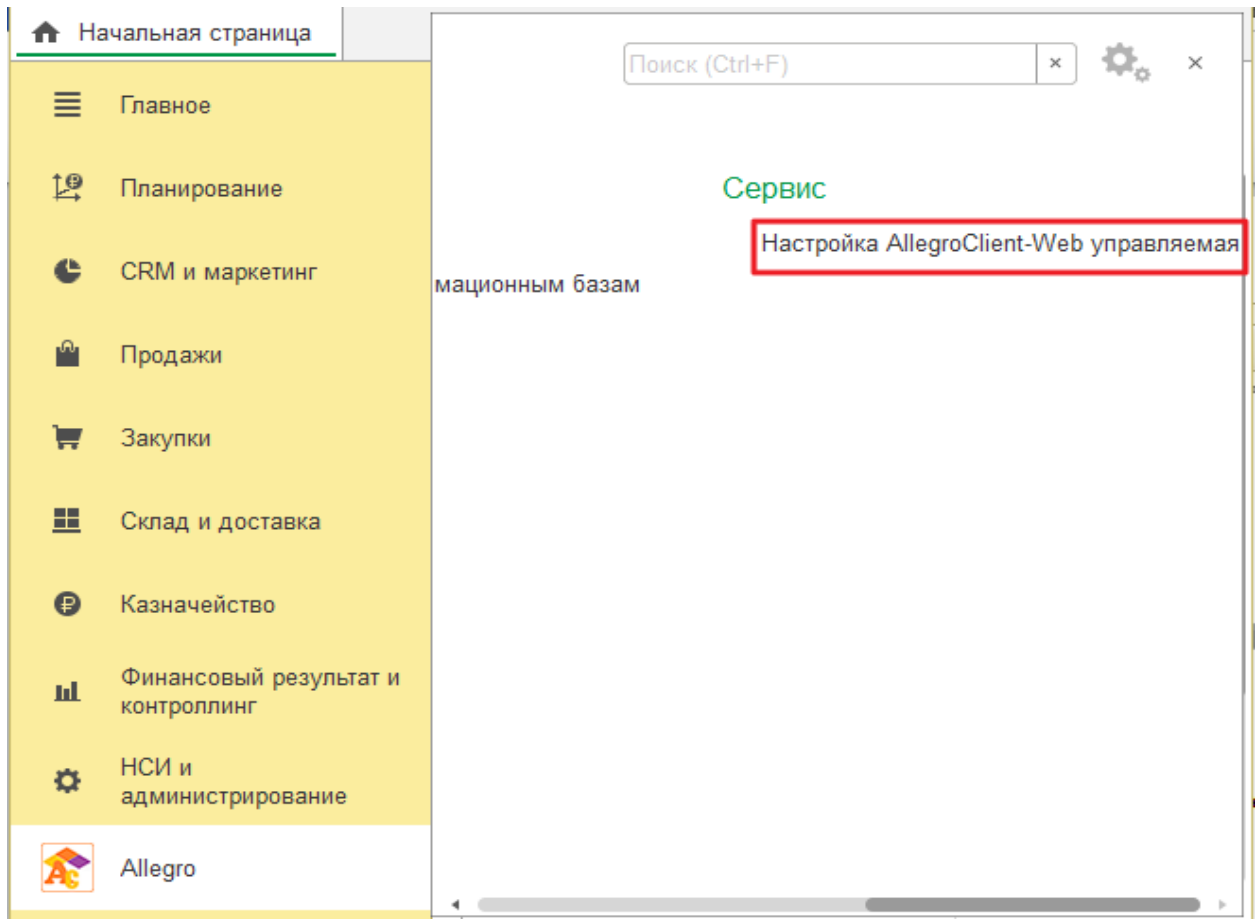 Начальная страница
Поиск (Ctrl+F)
Главное
Планирование
CRM и маркетинг
Продажи
Закупки
Склад и доставка
Казначейство
Финансовый результат и
контроллинг
НСИ и
администрирование
Allegro
Сервис
Настройка AllegroClient-Web управляемая
мационным базам